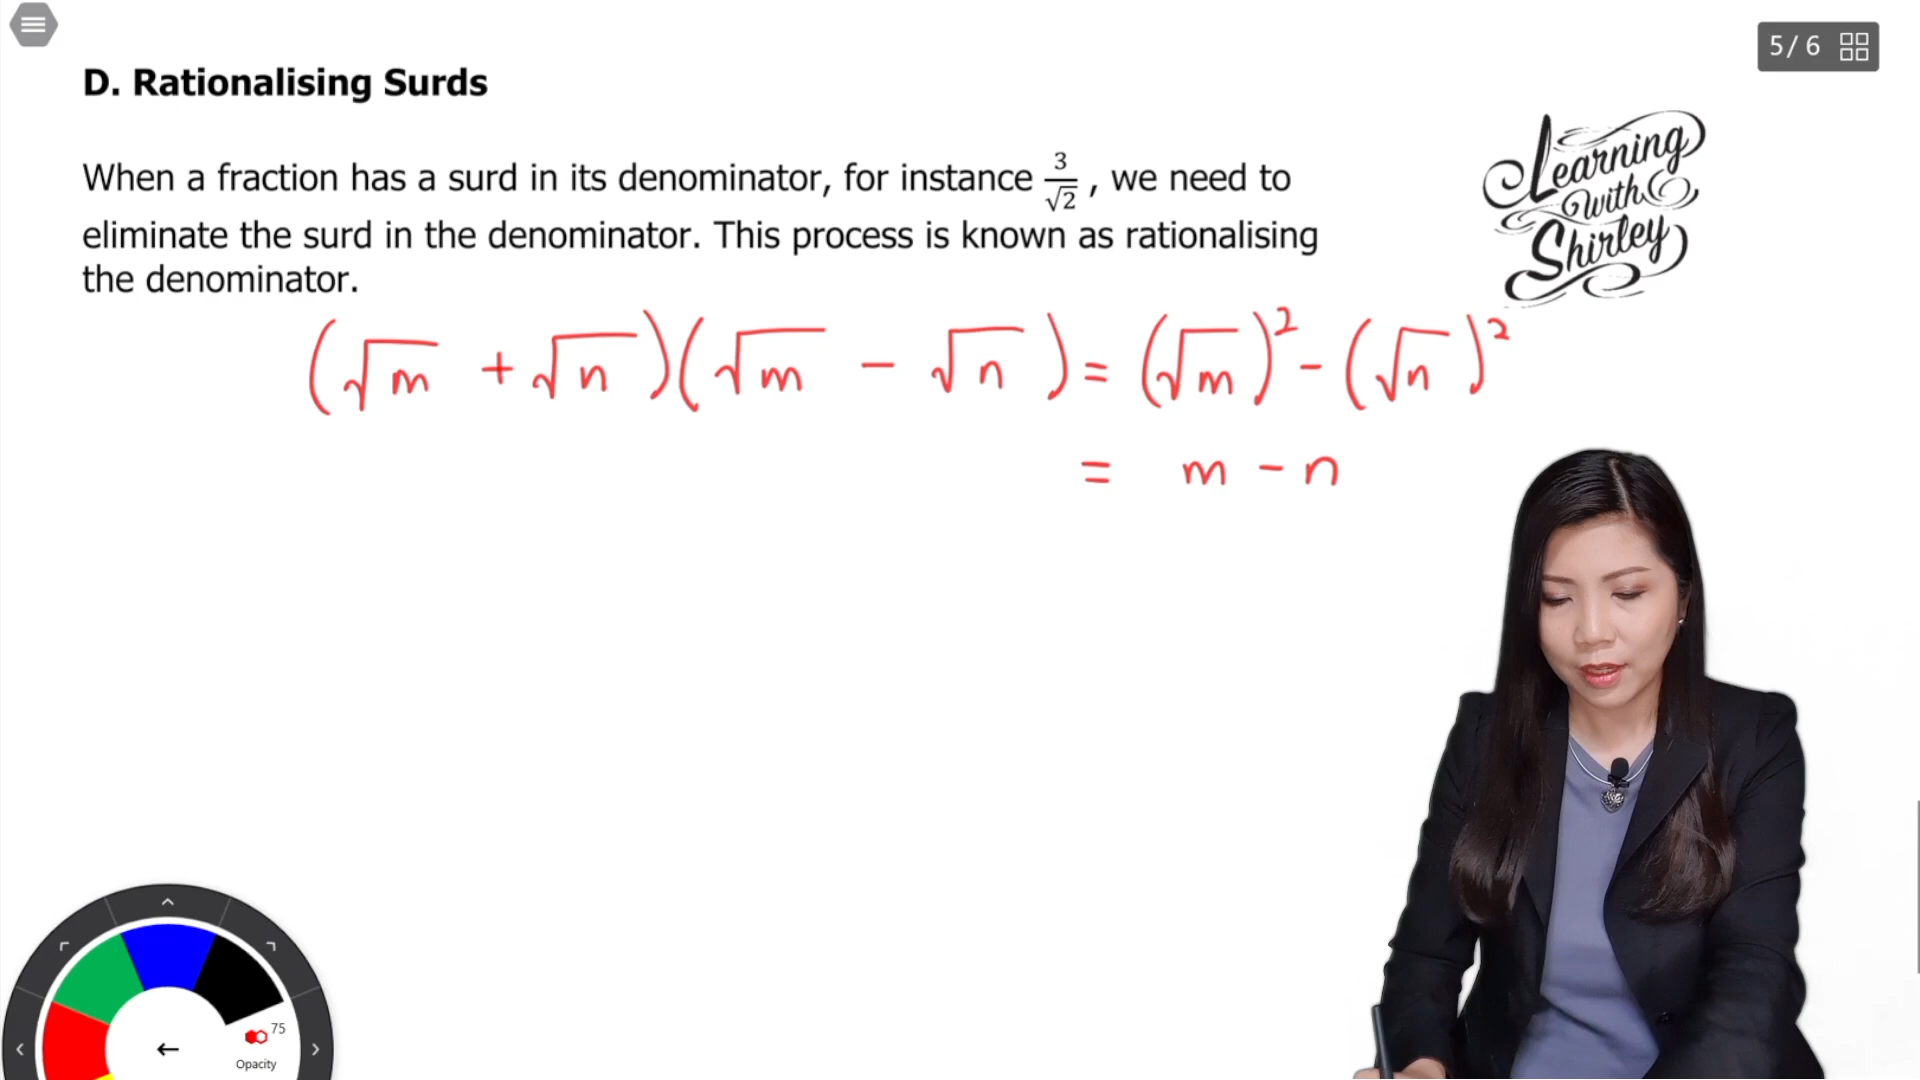 5/ 6
D. Rationalising Surds
Learning
with
Shirley
When a fraction has a surd in its denominator, for instance 3/√2 , we need to
eliminate the surd in the denominator. This process is known as rationalising
the denominator.
(√m + √n)(√m − √n) = (√m)² − (√n)²
= m − n
75
Opacity